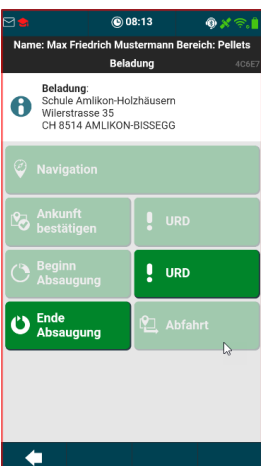 08:13
Name: Max Friedrich Mustermann Bereich: Pellets
Beladung
4C6E7
Beladung:
Schule Amlikon-Holzhäusern
Wilerstrasse 35
CH 8514 AMLIKON-BISSEGG
Navigation
Ankunft
bestätigen
URD
Beginn
Absaugung
URD
Ende
Absaugung
Abfahrt